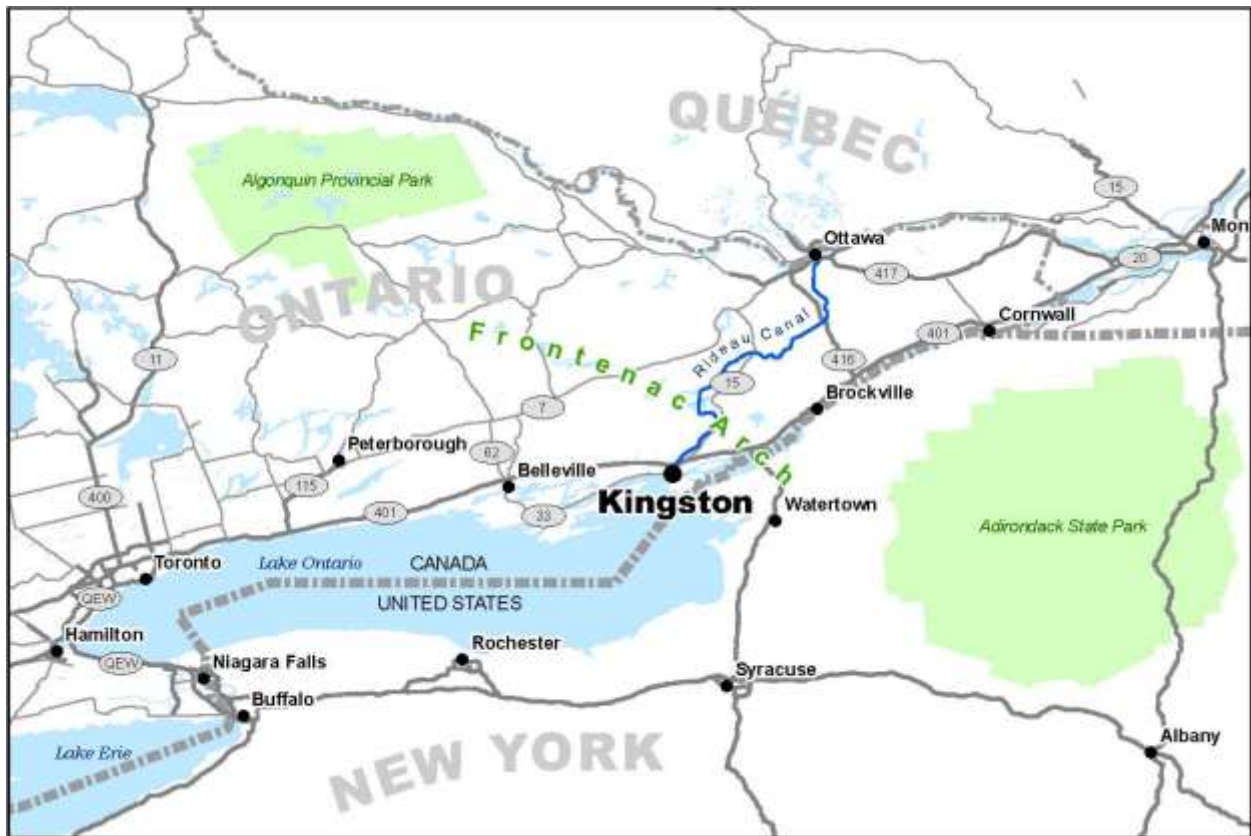 QUÉBEC
Algonquin Provincial Park
15
Ottawa
Mon
20
417
ONTARIO
Cornwall
401
Rideau Canal
Frontenac Arch
11
416
15
Brockville
7
Peterborough
62
Belleville
115
400
Kingston
401
33
Watertown
Adirondack State Park
Toronto
Lake Ontario
CANADA
QEW
UNITED STATES
Hamilton
Rochester
QEW
Niagara Falls
Syracuse
Buffalo
Albany
Lake Erie
NEW YORK